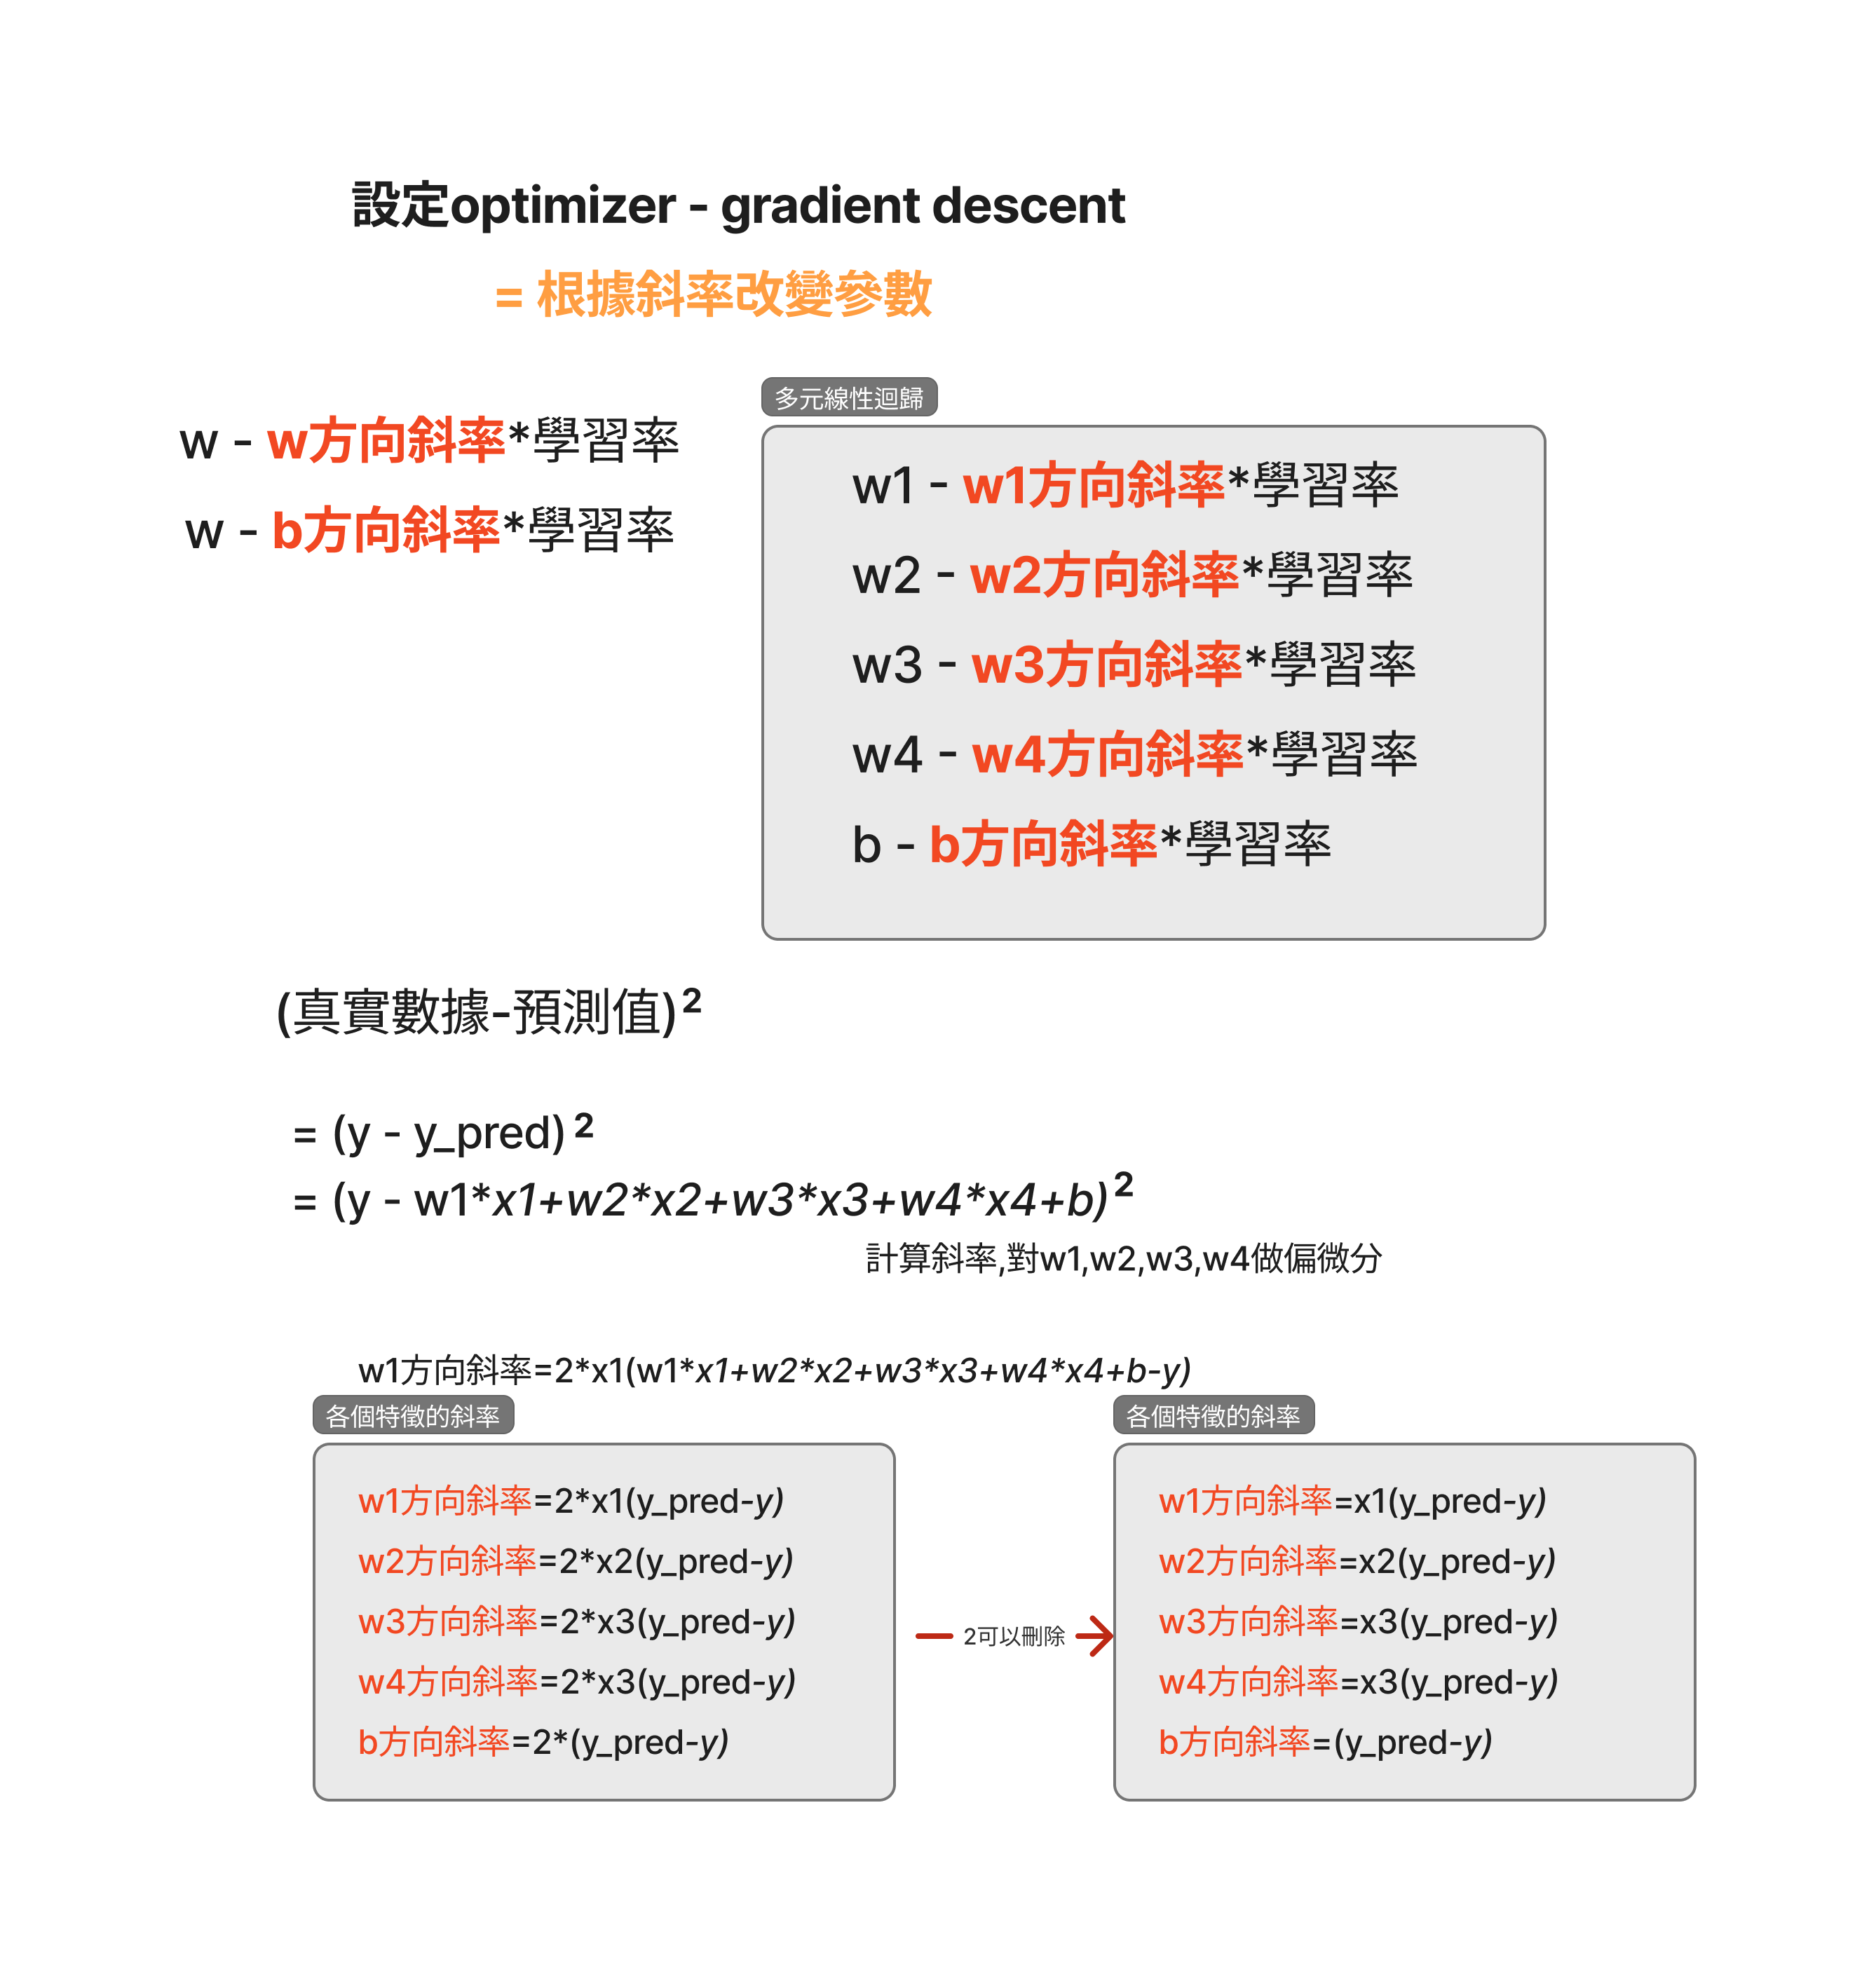 設定optimizer - gradient descent
= 根據斜率改變參數
w - w方向斜率*學習率
w - b方向斜率*學習率
多元線性迴歸
w1 - w1方向斜率*學習率
w2 - w2方向斜率*學習率
w3 - w3方向斜率*學習率
w4 - w4方向斜率*學習率
b - b方向斜率*學習率
(真實數據-預測值)²
= (y - y_pred)²
= (y - w1*x1+w2*x2+w3*x3+w4*x4+b)²
計算斜率,對w1,w2,w3,w4做偏微分
w1方向斜率=2*x1(w1*x1+w2*x2+w3*x3+w4*x4+b-y)
各個特徵的斜率
w1方向斜率=2*x1(y_pred-y)
w2方向斜率=2*x2(y_pred-y)
w3方向斜率=2*x3(y_pred-y)
w4方向斜率=2*x3(y_pred-y)
b方向斜率=2*(y_pred-y)
2可以刪除
各個特徵的斜率
w1方向斜率=x1(y_pred-y)
w2方向斜率=x2(y_pred-y)
w3方向斜率=x3(y_pred-y)
w4方向斜率=x3(y_pred-y)
b方向斜率=(y_pred-y)